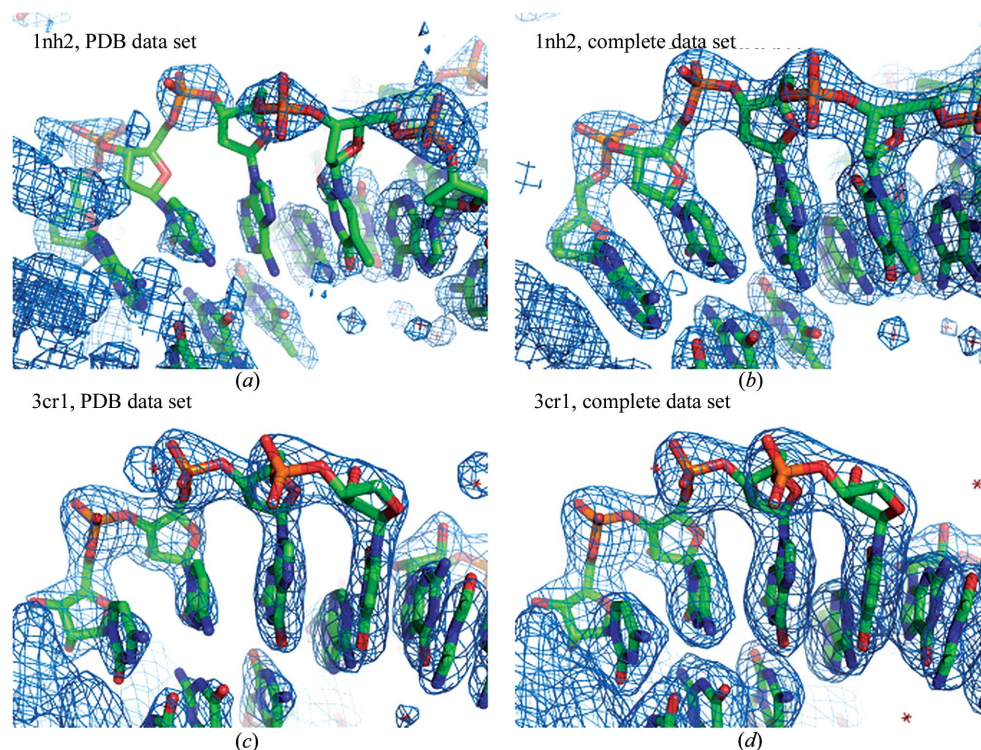 1nh2, PDB data set
1nh2, complete data set
(a)
(b)
3cr1, PDB data set
3cr1, complete data set
(c)
(d)